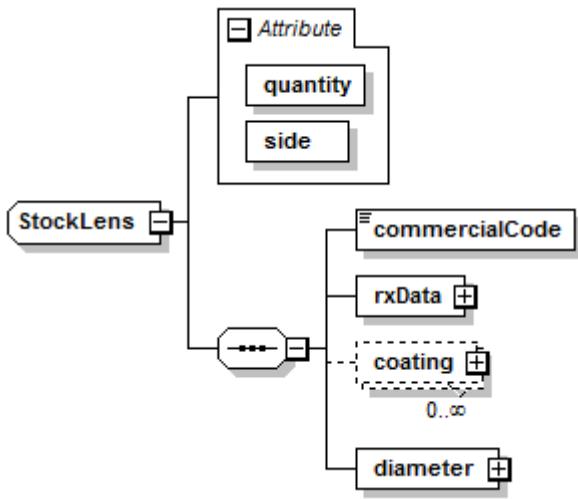 Attribute
quantity
side
StockLens
commercialCode
rxData
coating
0..∞
diameter